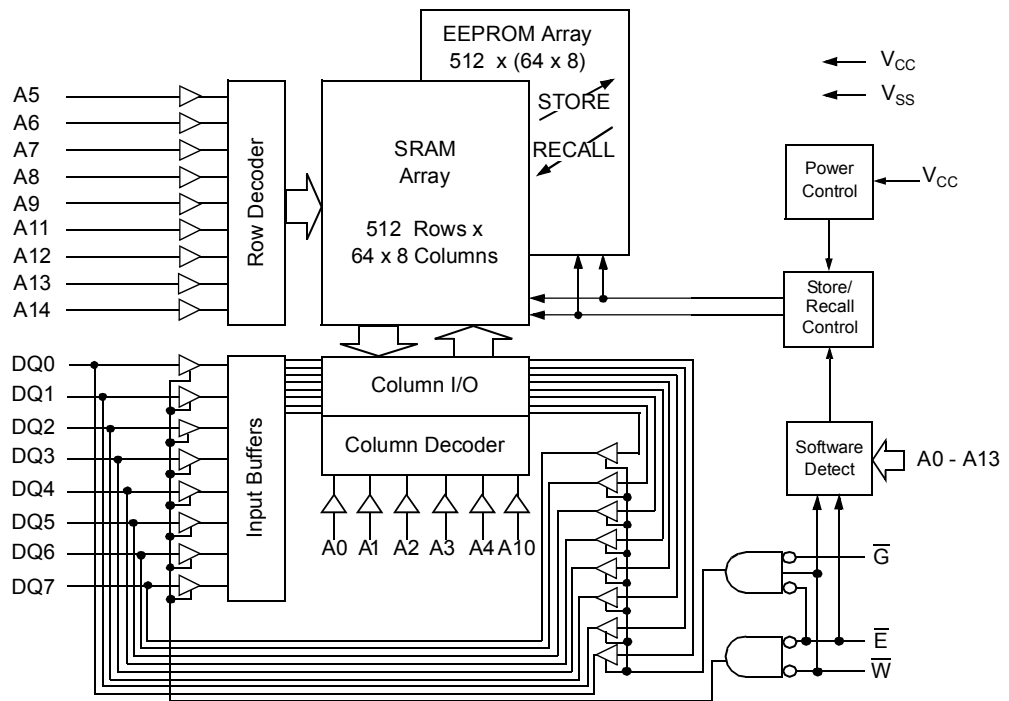 EEPROM Array
512 x (64 x 8)
STORE
RECALL
V_CC
V_SS
A5
A6
A7
A8
A9
A11
A12
A13
A14
Row Decoder
SRAM
Array
512 Rows x
64 x 8 Columns
Power
Control
V_CC
Store/
Recall
Control
DQ0
DQ1
DQ2
DQ3
DQ4
DQ5
DQ6
DQ7
Input Buffers
Column I/O
Column Decoder
A0 A1 A2 A3 A4 A10
Software
Detect
A0 - A13
G̅
E̅
W̅